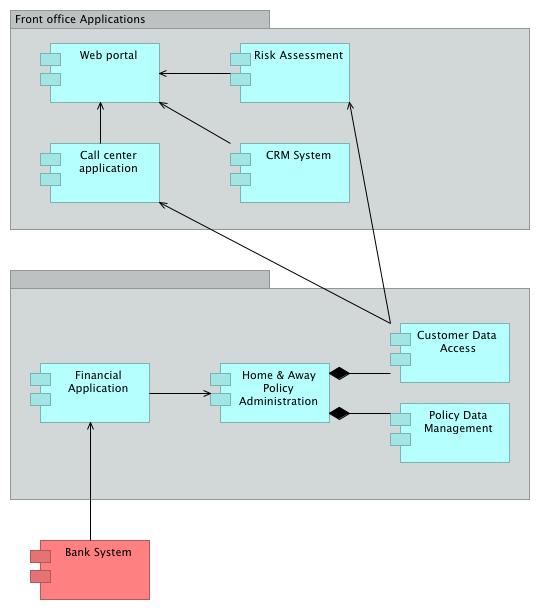 Front office Applications
Web portal
Risk Assessment
Call center
application
CRM System
Customer Data
Access
Financial
Application
Home & Away
Policy
Administration
Policy Data
Management
Bank System